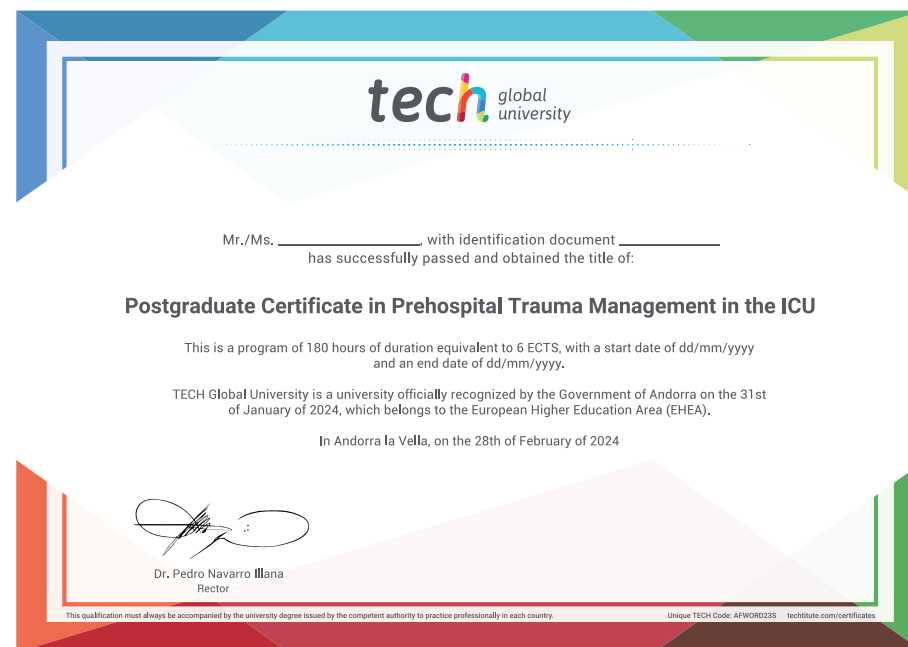 tech global
university
Mr./Ms. ____________________, with identification document ______________
has successfully passed and obtained the title of:
Postgraduate Certificate in Prehospital Trauma Management in the ICU
This is a program of 180 hours of duration equivalent to 6 ECTS, with a start date of dd/mm/yyyy
and an end date of dd/mm/yyyy.
TECH Global University is a university officially recognized by the Government of Andorra on the 31st
of January of 2024, which belongs to the European Higher Education Area (EHEA).
In Andorra la Vella, on the 28th of February of 2024
Dr. Pedro Navarro Illana
Rector
This qualification must always be accompanied by the university degree issued by the competent authority to practice professionally in each country. Unique TECH Code: AFWORD23S techtitute.com/certificates